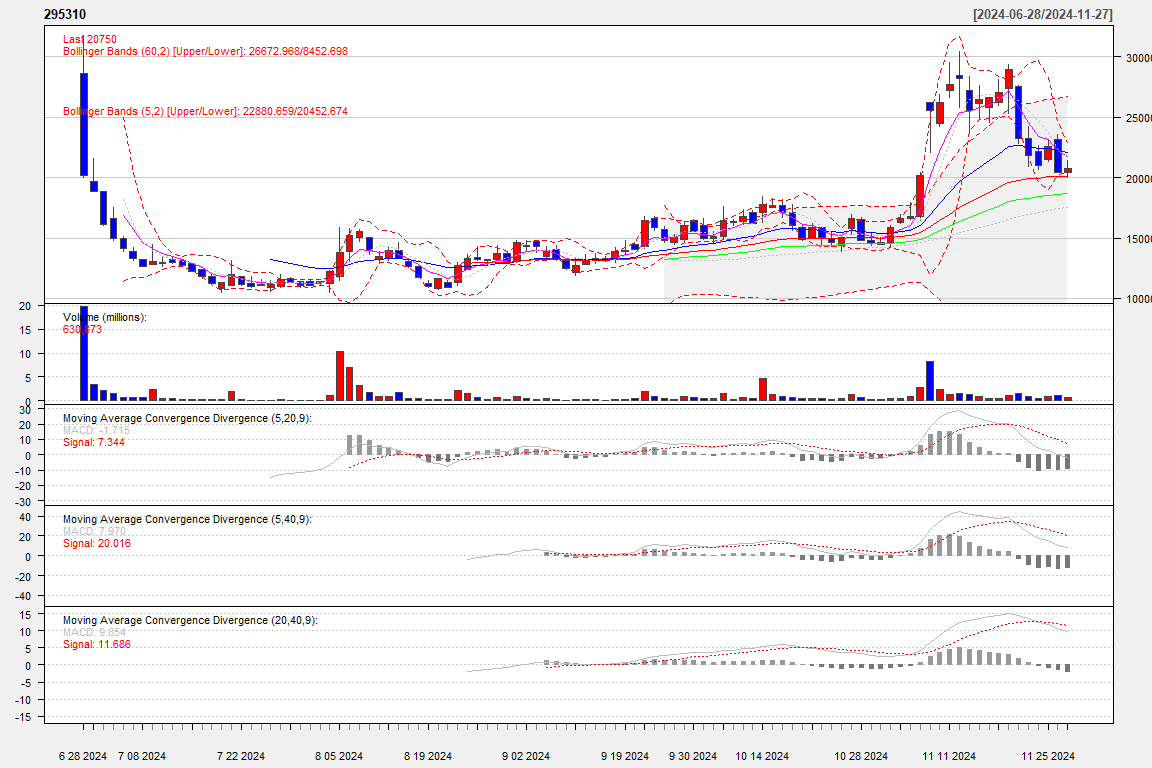 295310
[2024-06-28/2024-11-27]
Last 20750
Bollinger Bands (60,2) [Upper/Lower]: 26672.968/8452.698
Bollinger Bands (5,2) [Upper/Lower]: 22880.659/20452.674
30000
25000
20000
15000
10000
Volume (millions):
630,673
20
15
10
5
0
Moving Average Convergence Divergence (5,20,9):
MACD: -1.715
Signal: 7.344
30
20
10
0
-10
-20
-30
Moving Average Convergence Divergence (5,40,9):
MACD: 7.970
Signal: 20.016
40
20
0
-20
-40
Moving Average Convergence Divergence (20,40,9):
MACD: 9.854
Signal: 11.686
15
10
5
0
-5
-10
-15
6 28 2024
7 08 2024
7 22 2024
8 05 2024
8 19 2024
9 02 2024
9 19 2024
9 30 2024
10 14 2024
10 28 2024
11 11 2024
11 25 2024